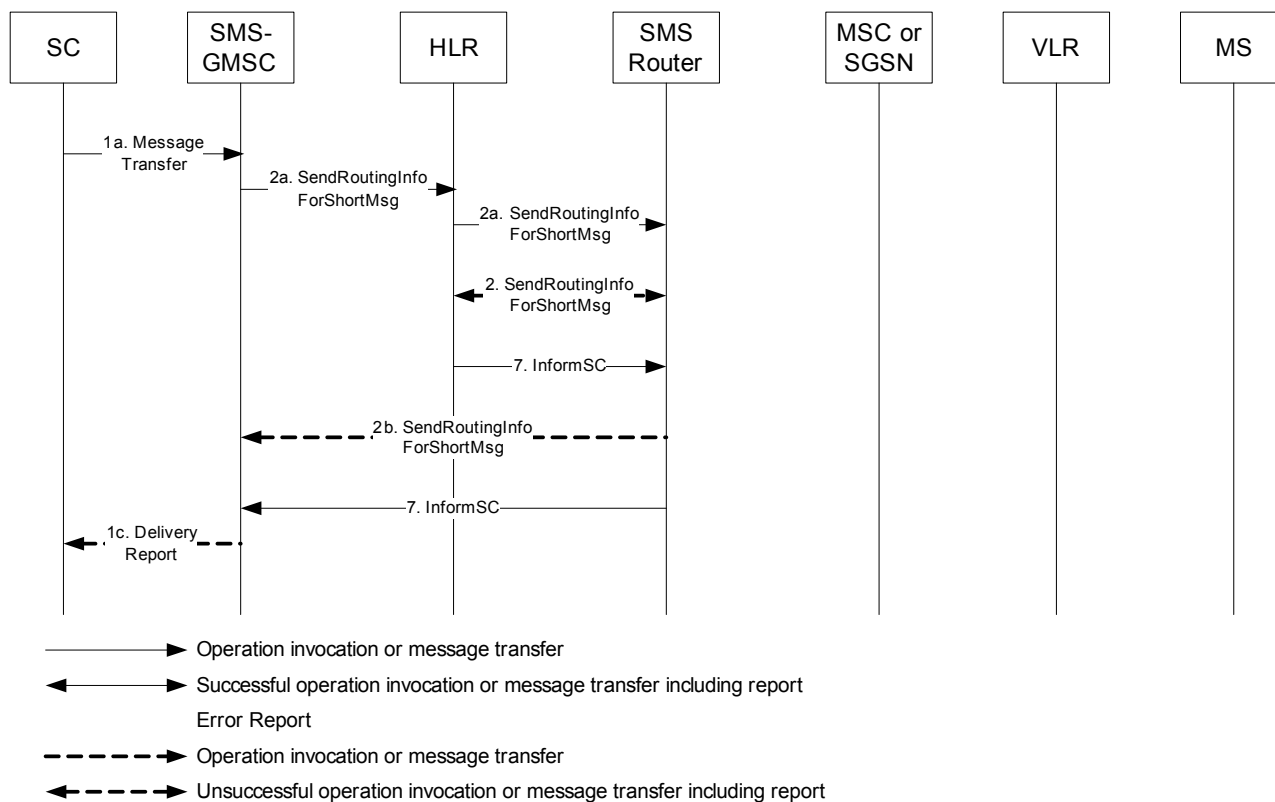 SC
SMS-
GMSC
HLR
SMS
Router
MSC or
SGSN
VLR
MS
1a. Message
Transfer
2a. SendRoutingInfo
ForShortMsg
2a. SendRoutingInfo
ForShortMsg
2. SendRoutingInfo
ForShortMsg
7. InformSC
2b. SendRoutingInfo
ForShortMsg
7. InformSC
1c. Delivery
Report
Operation invocation or message transfer
Successful operation invocation or message transfer including report
Error Report
Operation invocation or message transfer
Unsuccessful operation invocation or message transfer including report